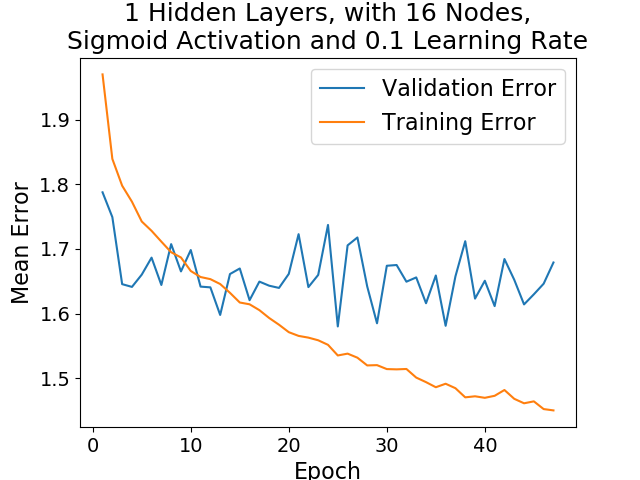 1 Hidden Layers, with 16 Nodes,
Sigmoid Activation and 0.1 Learning Rate
Validation Error
Training Error
Mean Error
1.9
1.8
1.7
1.6
1.5
0 10 20 30 40
Epoch